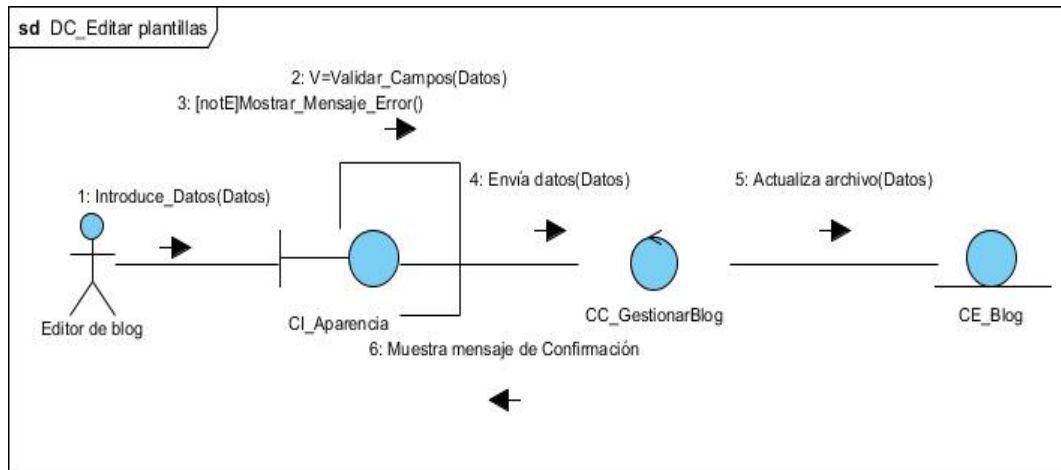 sd DC_Editar plantillas
2: V=Validar_Campos(Datos)
3: [notE]Mostrar_Mensaje_Error()
1: Introduce_Datos(Datos)
4: Envía datos(Datos)
5: Actualiza archivo(Datos)
Editor de blog
CI_Aparencia
CC_GestionarBlog
CE_Blog
6: Muestra mensaje de Confirmación